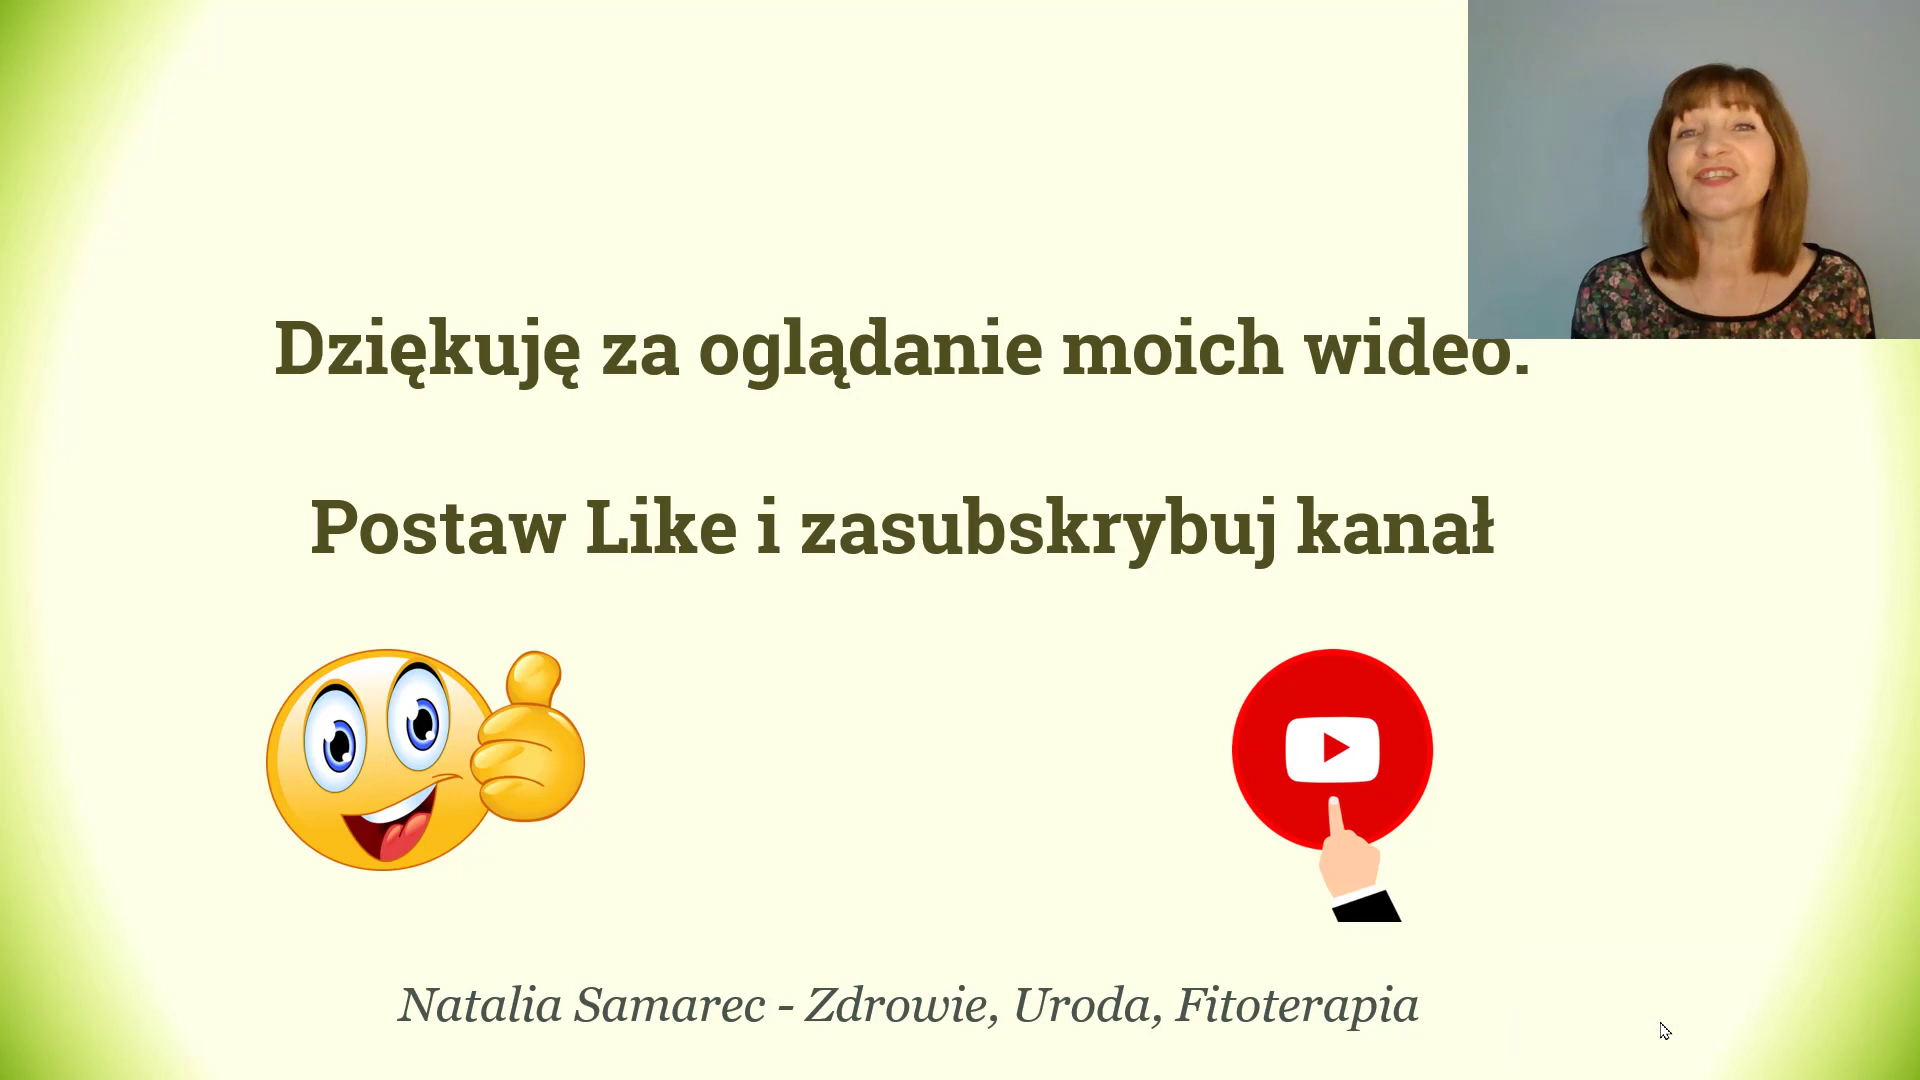 Dziękuję za oglądanie moich wideo.
Postaw Like i zasubskrybuj kanał
Natalia Samarec - Zdrowie, Uroda, Fitoterapia